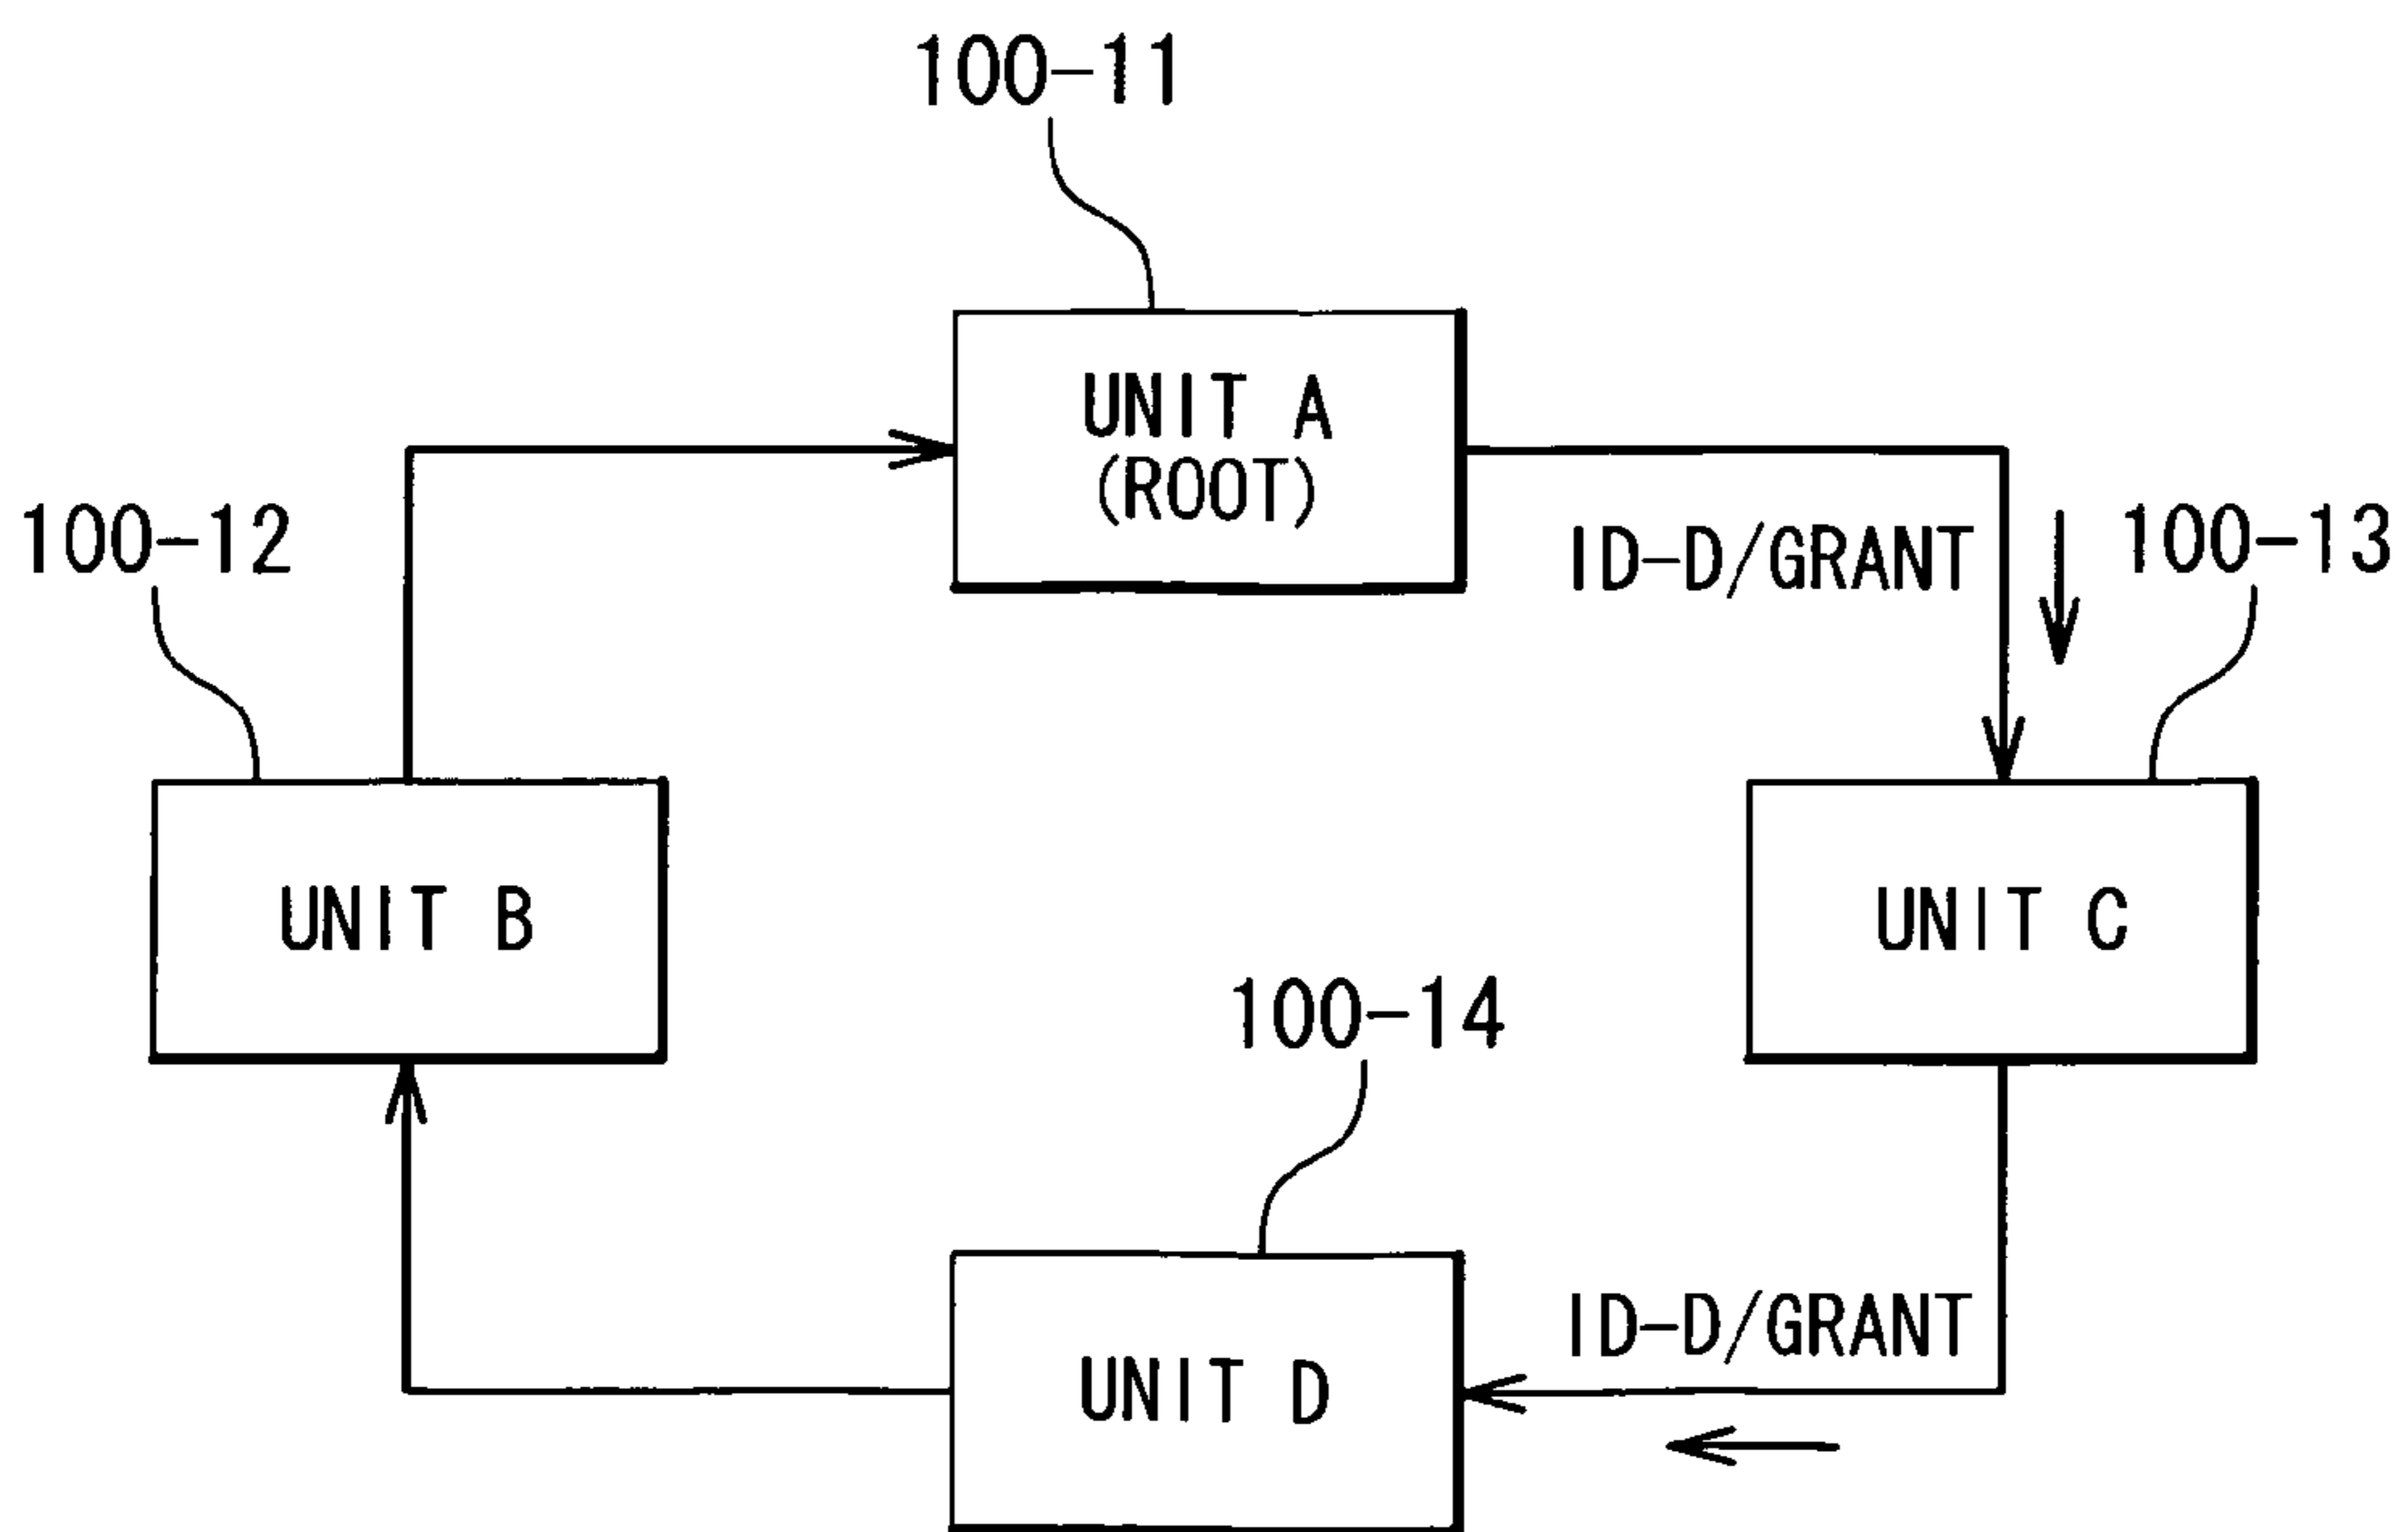 100-11
UNIT A
(ROOT)
100-12
ID-D/GRANT
100-13
UNIT B
UNIT C
100-14
ID-D/GRANT
UNIT D